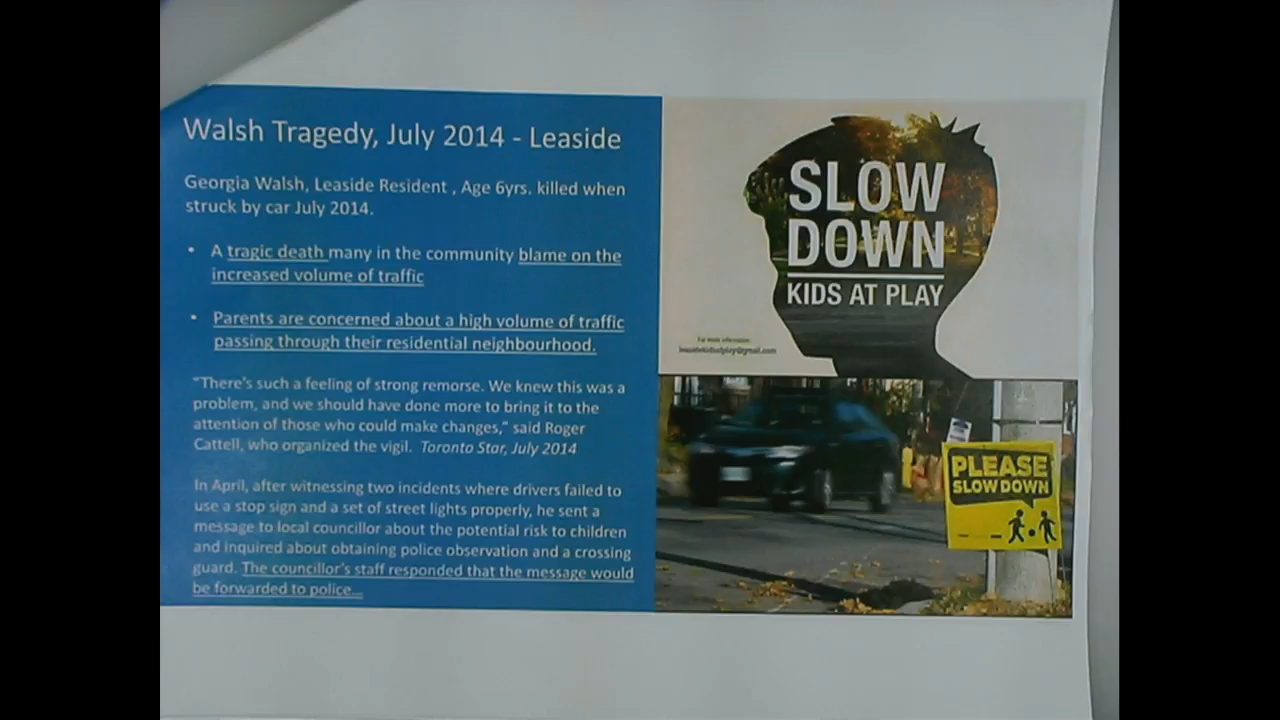 Walsh Tragedy, July 2014 - Leaside
Georgia Walsh, Leaside Resident , Age 6yrs. killed when
struck by car July 2014.
• A tragic death many in the community blame on the
increased volume of traffic
• Parents are concerned about a high volume of traffic
passing through their residential neighbourhood.
"There's such a feeling of strong remorse. We knew this was a
problem, and we should have done more to bring it to the
attention of those who could make changes," said Roger
Cattell, who organized the vigil. Toronto Star, July 2014
In April, after witnessing two incidents where drivers failed to
use a stop sign and a set of street lights properly, he sent a
message to local councillor about the potential risk to children
and inquired about obtaining police observation and a crossing
guard. The councillor's staff responded that the message would
be forwarded to police...
SLOW
DOWN
KIDS AT PLAY
For more information:
leasidekidsatplay@gmail.com
PLEASE
SLOW DOWN